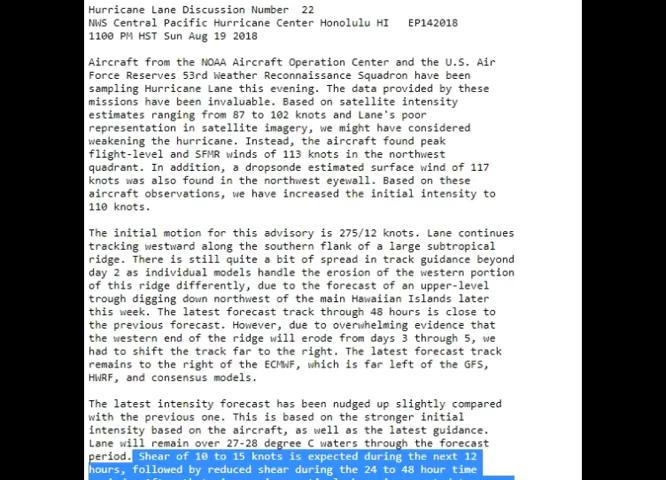 Hurricane Lane Discussion Number  22
NWS Central Pacific Hurricane Center Honolulu HI   EP142018
1100 PM HST Sun Aug 19 2018
Aircraft from the NOAA Aircraft Operation Center and the U.S. Air
Force Reserves 53rd Weather Reconnaissance Squadron have been
sampling Hurricane Lane this evening. The data provided by these
missions have been invaluable. Based on satellite intensity
estimates ranging from 87 to 102 knots and Lane's poor
representation in satellite imagery, we might have considered
weakening the hurricane. Instead, the aircraft found peak
flight-level and SFMR winds of 113 knots in the northwest
quadrant. In addition, a dropsonde estimated surface wind of 117
knots was also found in the northwest eyewall. Based on these
aircraft observations, we have increased the initial intensity to
110 knots.
The initial motion for this advisory is 275/12 knots. Lane continues
tracking westward along the southern flank of a large subtropical
ridge. There is still quite a bit of spread in track guidance beyond
day 2 as individual models handle the erosion of the western portion
of this ridge differently, due to the forecast of an upper-level
trough digging down northwest of the main Hawaiian Islands later
this week. The latest forecast track through 48 hours is close to
the previous forecast. However, due to overwhelming evidence that
the western end of the ridge will erode from days 3 through 5, we
had to shift the track far to the right. The latest forecast track
remains to the right of the ECMWF, which is far left of the GFS,
HWRF, and consensus models.
The latest intensity forecast has been nudged up slightly compared
with the previous one. This is based on the stronger initial
intensity based on the aircraft, as well as the latest guidance.
Lane will remain over 27-28 degree C waters through the forecast
period. Shear of 10 to 15 knots is expected during the next 12
hours, followed by reduced shear during the 24 to 48 hour time